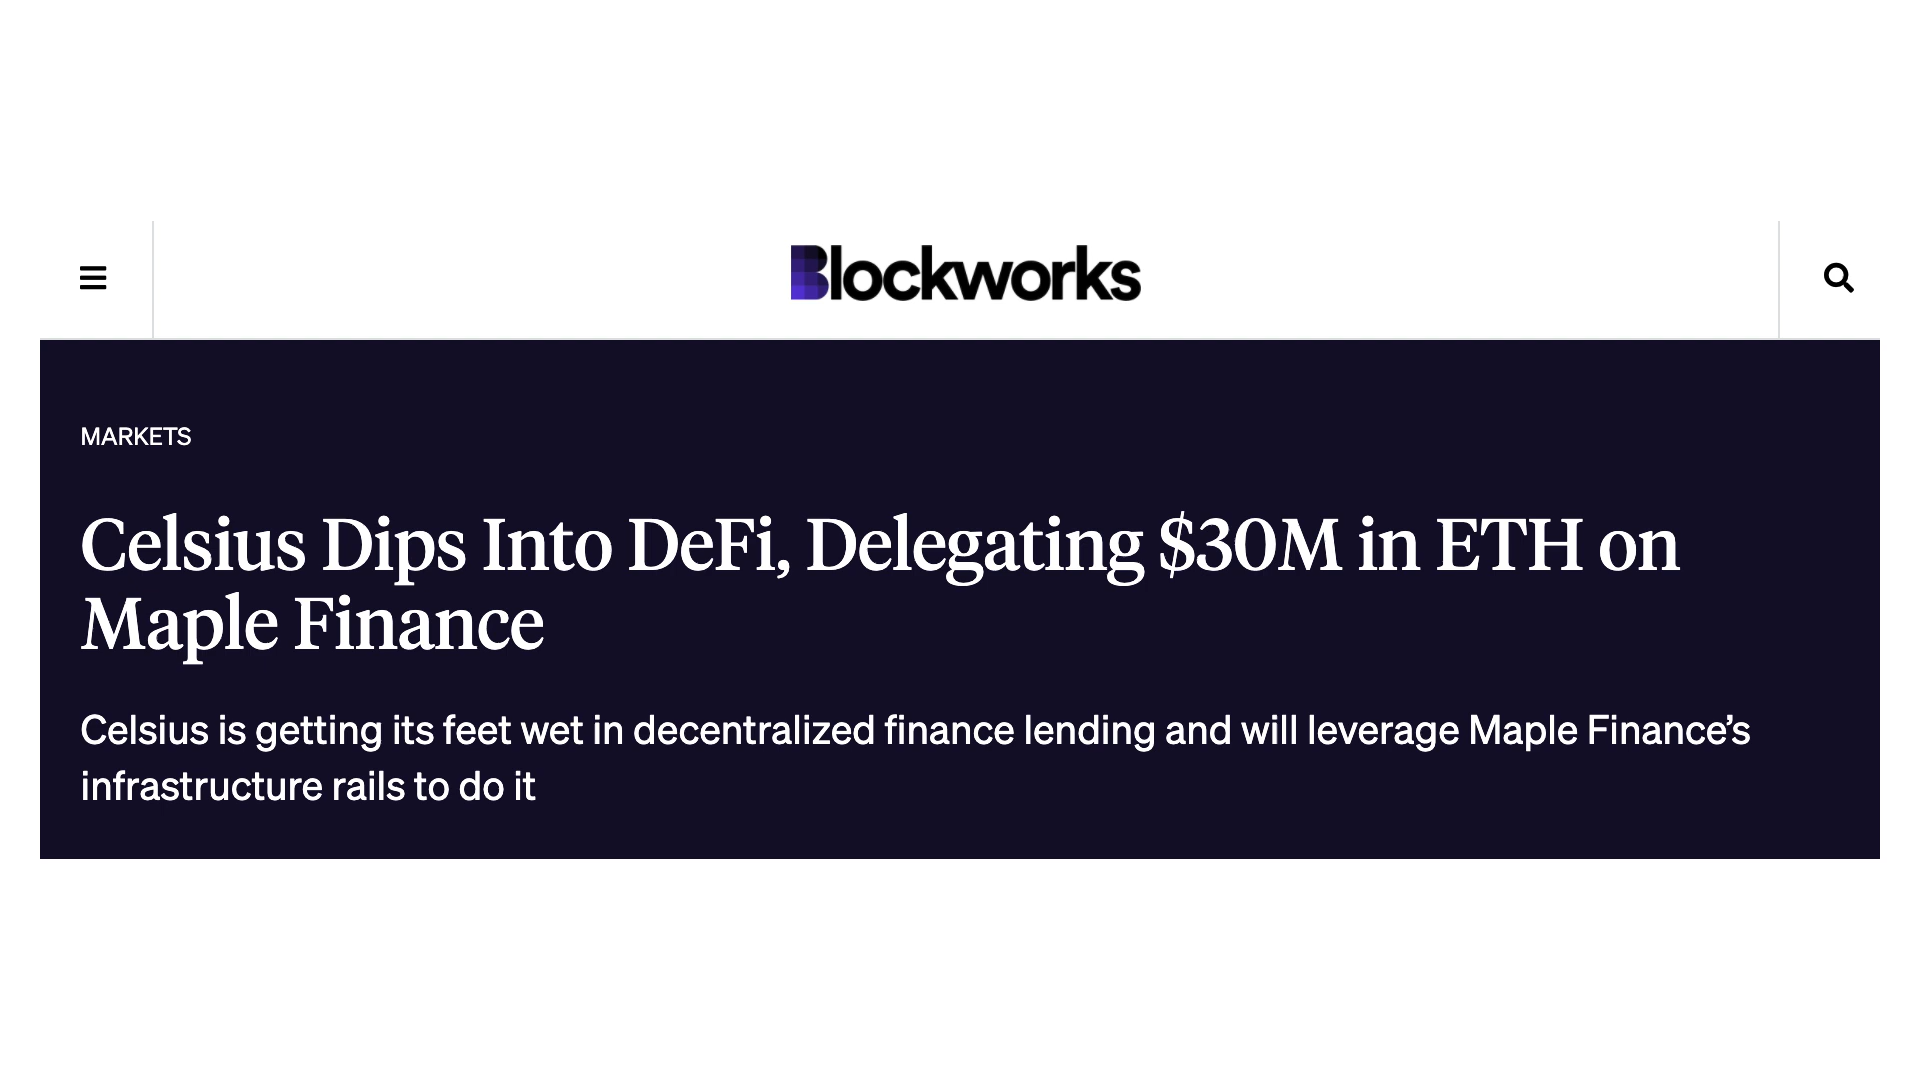 Blockworks
MARKETS
Celsius Dips Into DeFi, Delegating $30M in ETH on
Maple Finance
Celsius is getting its feet wet in decentralized finance lending and will leverage Maple Finance’s
infrastructure rails to do it